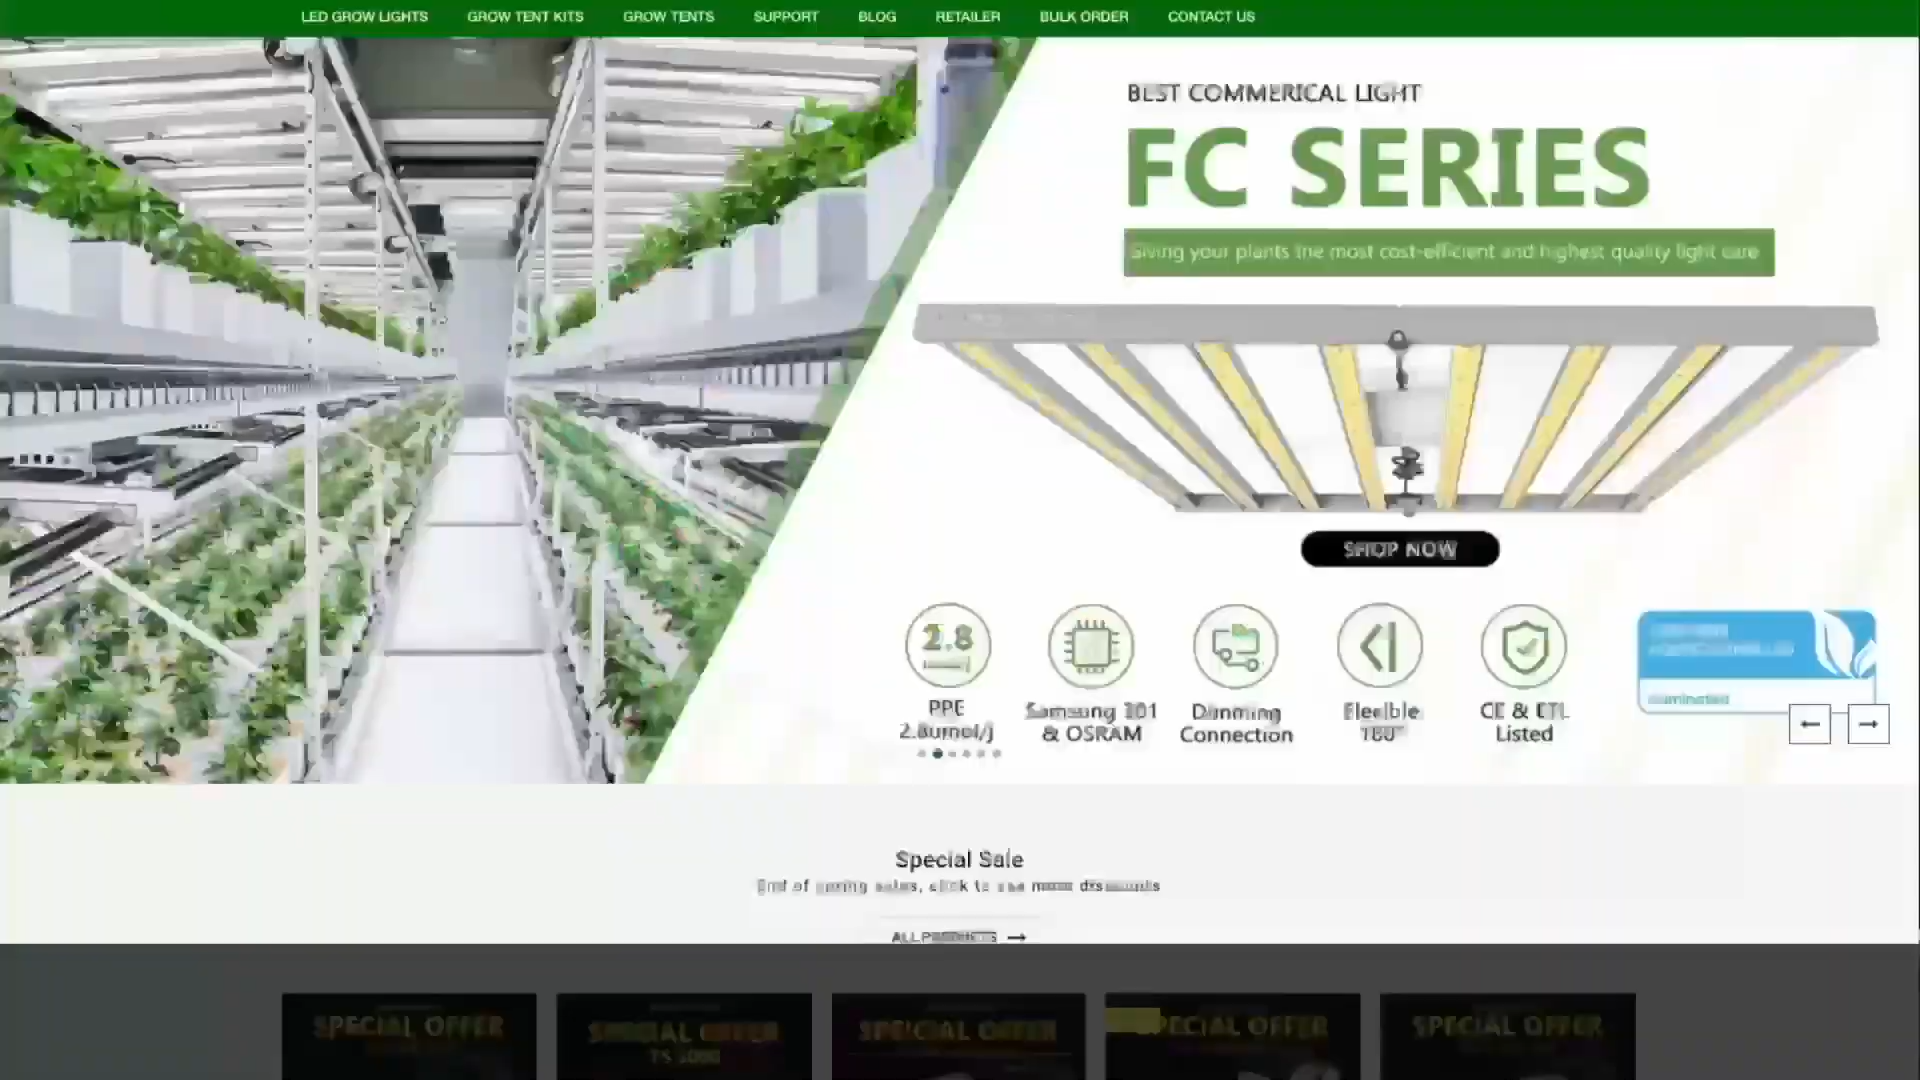 LED GROW LIGHTS GROW TENT KITS GROW TENTS SUPPORT BLOG RETAILER BULK ORDER CONTACT US
BEST COMMERICAL LIGHT
FC SERIES
Giving your plants the most cost-efficient and highest quality light care
SHOP NOW
2.8
PPE
2.8umol/j
Samsung 301
& OSRAM
Dimming
Connection
180°
CE & ETL
Listed
Special Sale
End of spring sales, click to see more discounts
ALL PRODUCTS →
SPECIAL OFFER SPECIAL OFFER SPECIAL OFFER SPECIAL OFFER SPECIAL OFFER